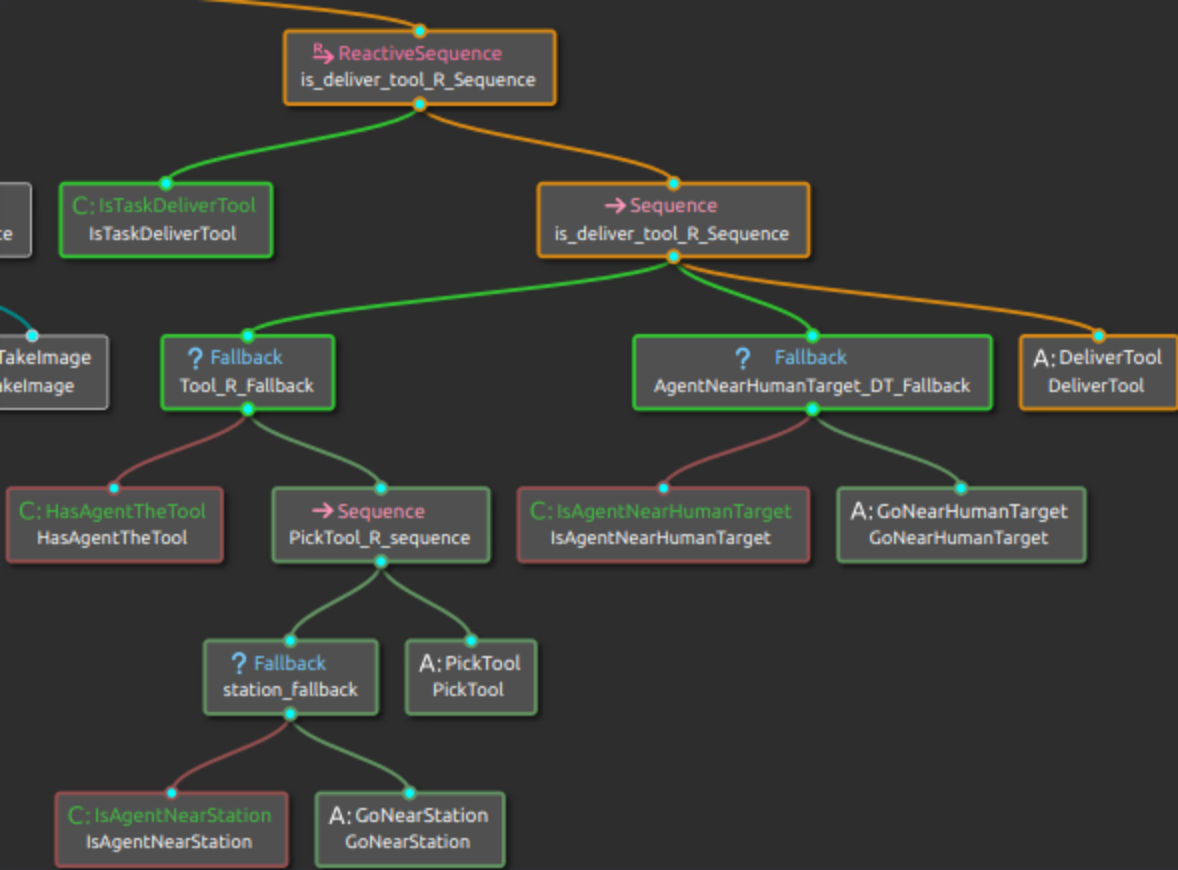 R ReactiveSequence
is_deliver_tool_R_Sequence
C: IsTaskDeliverTool
IsTaskDeliverTool
→ Sequence
is_deliver_tool_R_Sequence
TakeImage
akeImage
? Fallback
Tool_R_Fallback
? Fallback
AgentNearHumanTarget_DT_Fallback
A: DeliverTool
DeliverTool
C: HasAgentTheTool
HasAgentTheTool
→ Sequence
PickTool_R_sequence
C: IsAgentNearHumanTarget
IsAgentNearHumanTarget
A: GoNearHumanTarget
GoNearHumanTarget
? Fallback
station_fallback
A: PickTool
PickTool
C: IsAgentNearStation
IsAgentNearStation
A: GoNearStation
GoNearStation